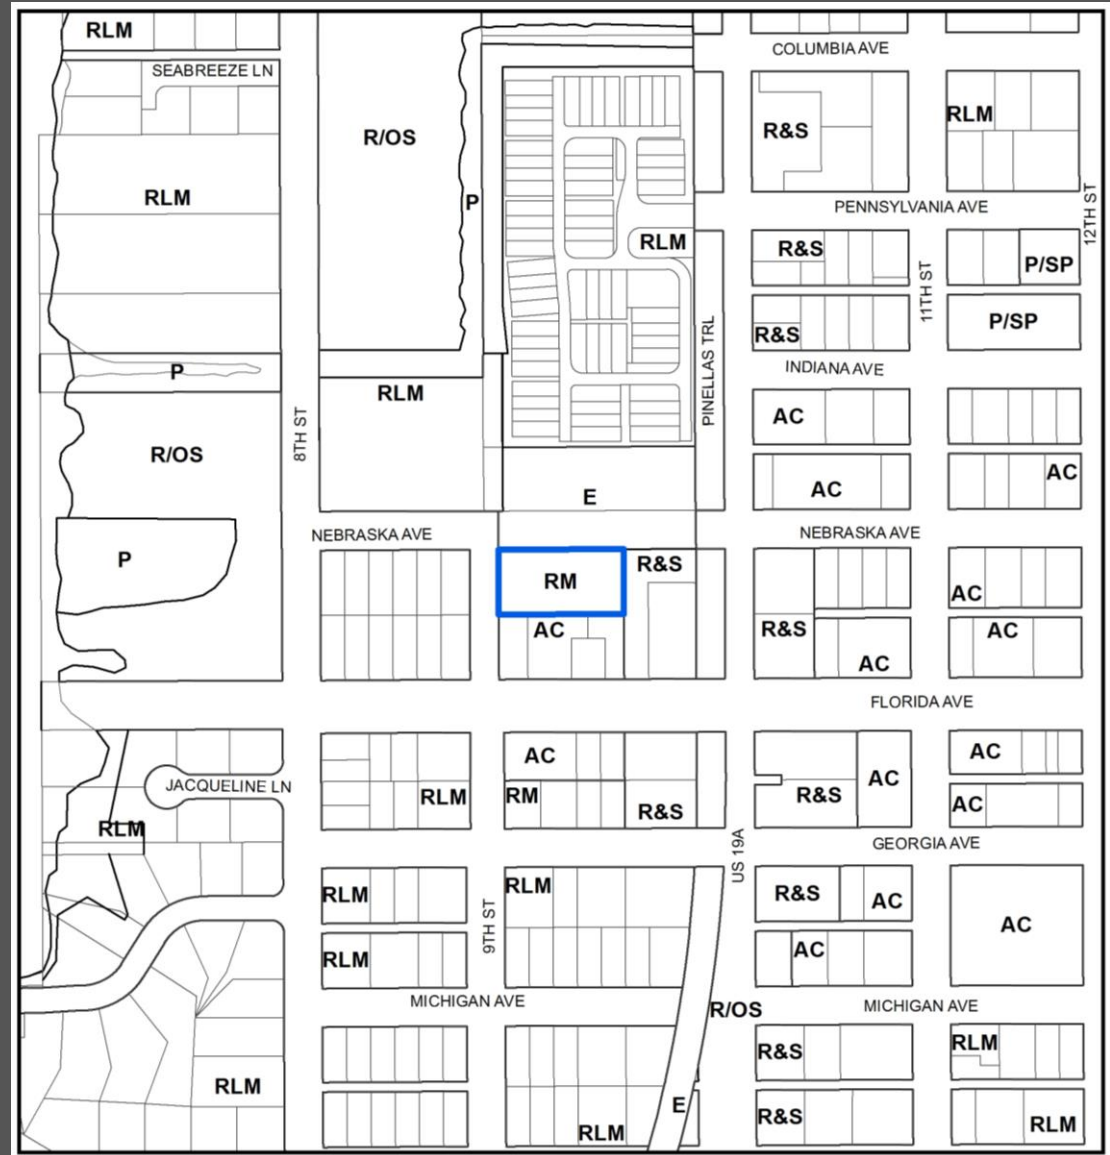 RLM
COLUMBIA AVE
SEABREEZE LN
R/OS
R&S
RLM
RLM
P
PENNSYLVANIA AVE
12TH ST
RLM
R&S
P/SP
11TH ST
P/SP
R&S
PINELLAS TRL
INDIANA AVE
P
RLM
AC
8TH ST
R/OS
AC
AC
E
NEBRASKA AVE
NEBRASKA AVE
P
RM
R&S
AC
AC
R&S
AC
AC
FLORIDA AVE
AC
AC
AC
JACQUELINE LN
RLM
RM
R&S
R&S
AC
RLM
US 19A
GEORGIA AVE
RLM
RLM
R&S
AC
AC
9TH ST
RLM
AC
MICHIGAN AVE
R/OS
MICHIGAN AVE
R&S
RLM
RLM
E
R&S
RLM
RLM